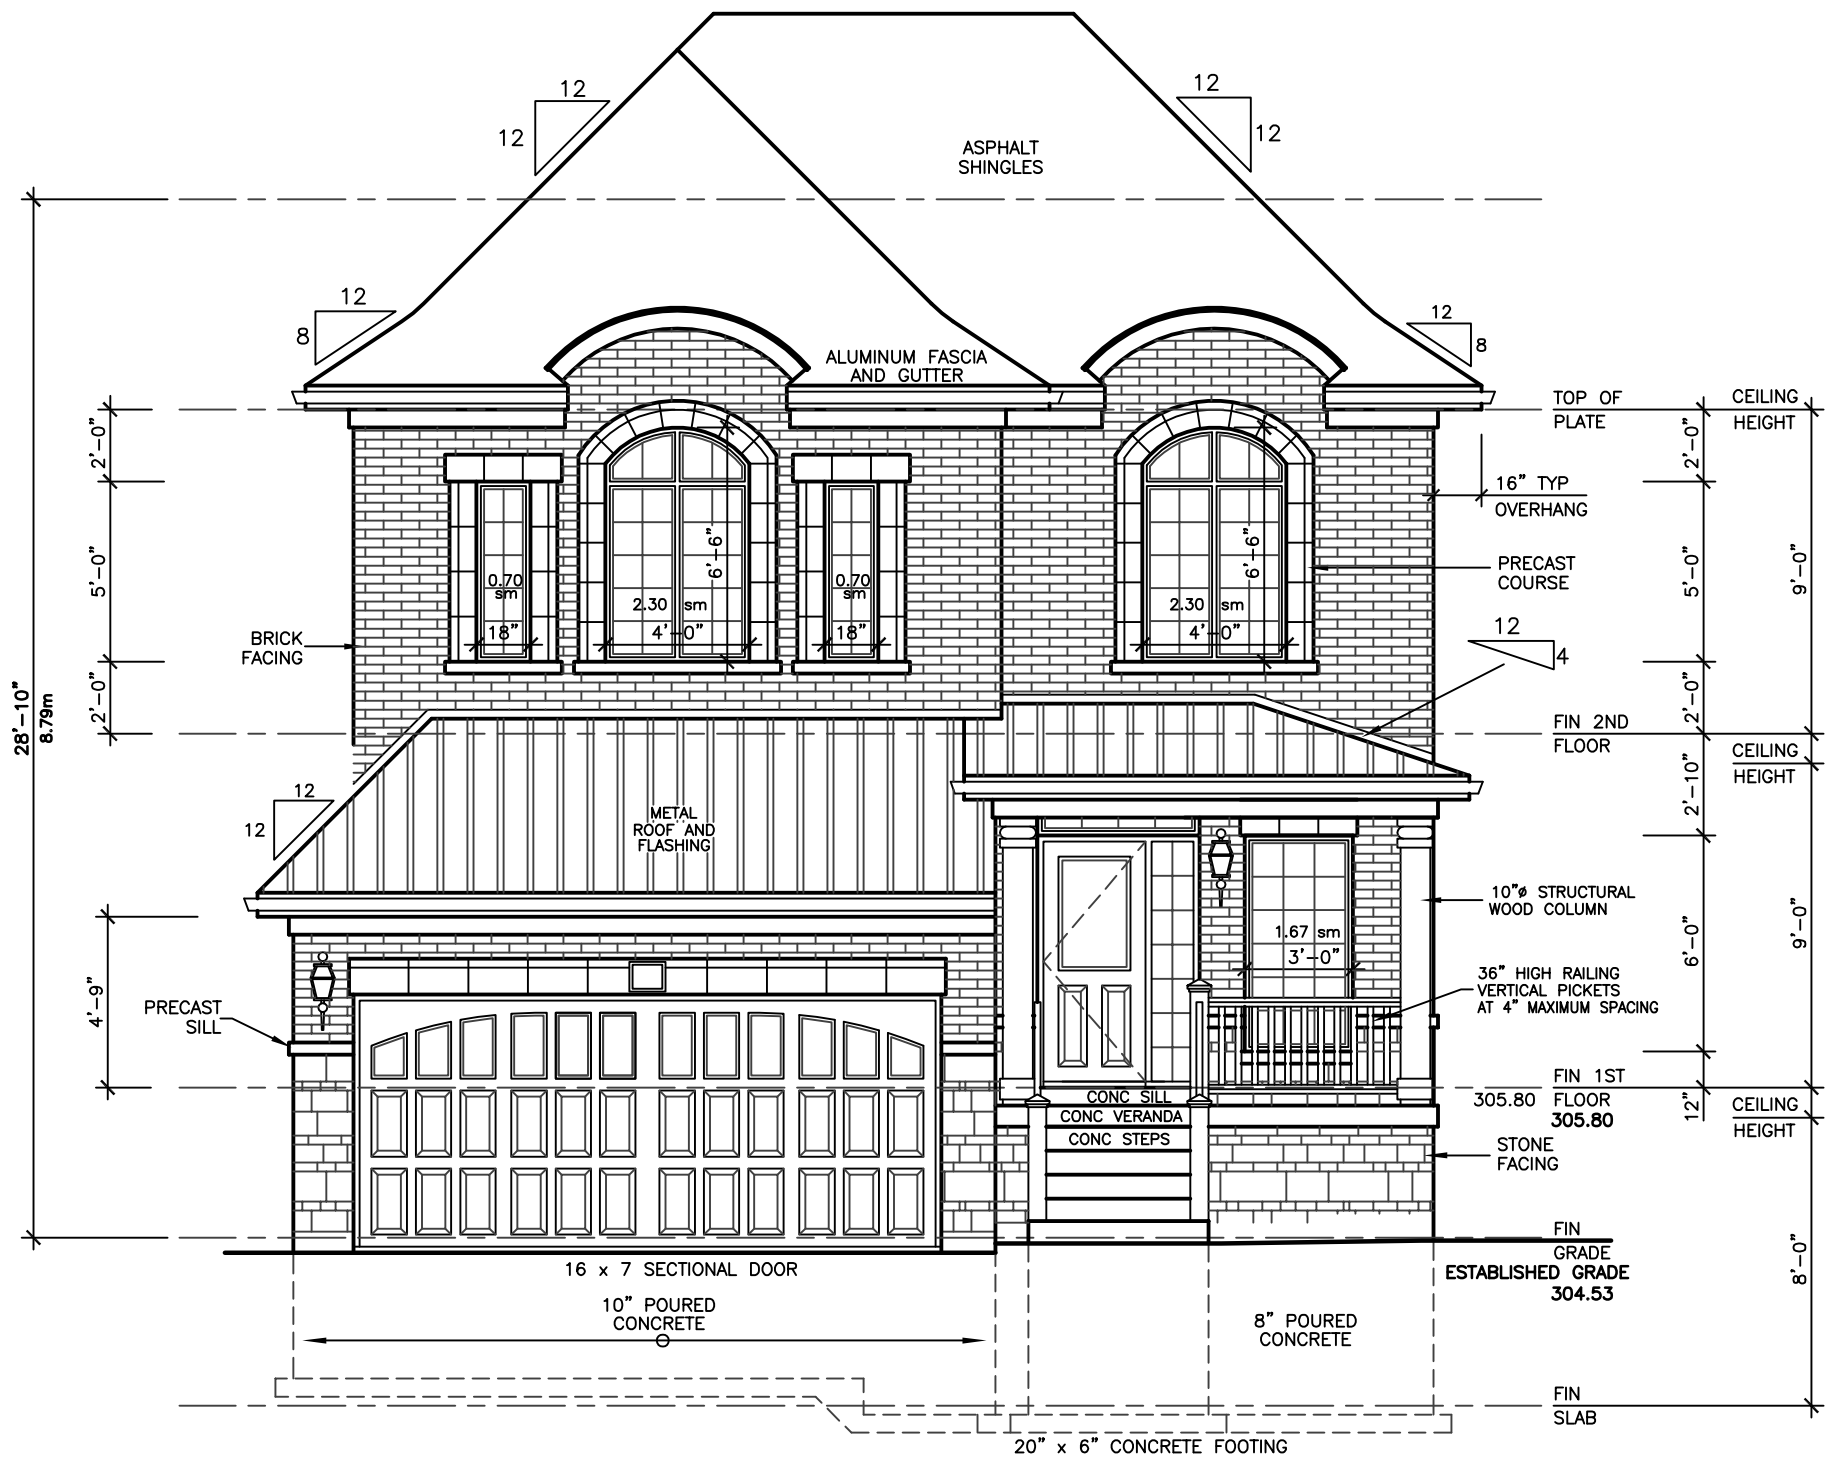 12
12
12
12
ASPHALT
SHINGLES
12
8
12
8
ALUMINUM FASCIA
AND GUTTER
TOP OF
PLATE
CEILING
HEIGHT
2'-0"
2'-0"
16" TYP
OVERHANG
5'-0"
6'-6"
6'-6"
5'-0"
9'-0"
PRECAST
COURSE
0.70
sm
0.70
sm
2.30 sm
2.30 sm
18"
4'-0"
18"
4'-0"
BRICK
FACING
12
4
28'-10"
8.79m
2'-0"
2'-0"
FIN 2ND
FLOOR
CEILING
HEIGHT
2'-10"
12
12
METAL
ROOF AND
FLASHING
10"ø STRUCTURAL
WOOD COLUMN
1.67 sm
3'-0"
6'-0"
9'-0"
36" HIGH RAILING
VERTICAL PICKETS
AT 4" MAXIMUM SPACING
4'-9"
PRECAST
SILL
FIN 1ST
305.80 FLOOR
305.80
12"
CEILING
HEIGHT
CONC SILL
CONC VERANDA
CONC STEPS
STONE
FACING
FIN
GRADE
ESTABLISHED GRADE
304.53
8'-0"
16 x 7 SECTIONAL DOOR
10" POURED
CONCRETE
8" POURED
CONCRETE
FIN
SLAB
20" x 6" CONCRETE FOOTING